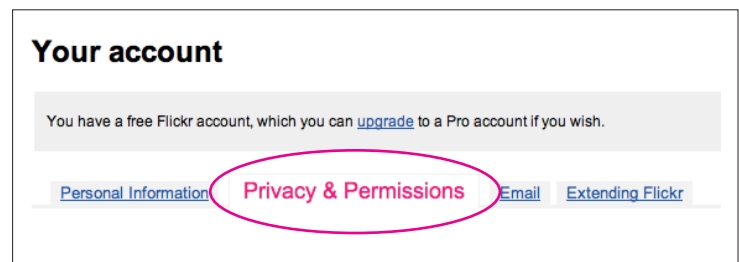 Your account
You have a free Flickr account, which you can upgrade to a Pro account if you wish.
Personal Information Privacy & Permissions Email Extending Flickr